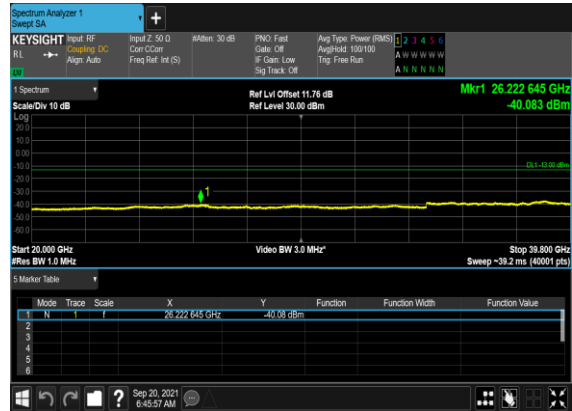 Spectrum Analyzer 1
Swept SA
+
KEYSIGHT Input: RF Input Z: 50 Ω #Atten: 30 dB PNO: Fast Avg Type: Power (RMS) 1 2 3 4 5 6
RL Coupling: DC Corr CCorr Gate: Off Avg|Hold: 100/100 A W W W W W
Align: Auto Freq Ref: Int (S) IF Gain: Low Trig: Free Run
Sig Track: Off A N N N N N
1 Spectrum Ref Lvl Offset 11.76 dB Mkr1 26.222 645 GHz
Scale/Div 10 dB Ref Level 30.00 dBm -40.083 dBm
Log
20.0
10.0
0.00
-10.0
DL1 -13.00 dBm
-20.0
-30.0
1
-40.0
-50.0
-60.0
Start 20.000 GHz Video BW 3.0 MHz* Stop 39.800 GHz
#Res BW 1.0 MHz Sweep ~39.2 ms (40001 pts)
5 Marker Table
Mode Trace Scale X Y Function Function Width Function Value
1 N 1 f 26.222 645 GHz -40.08 dBm
2
3
4
5
6
? Sep 20, 2021
6:45:57 AM